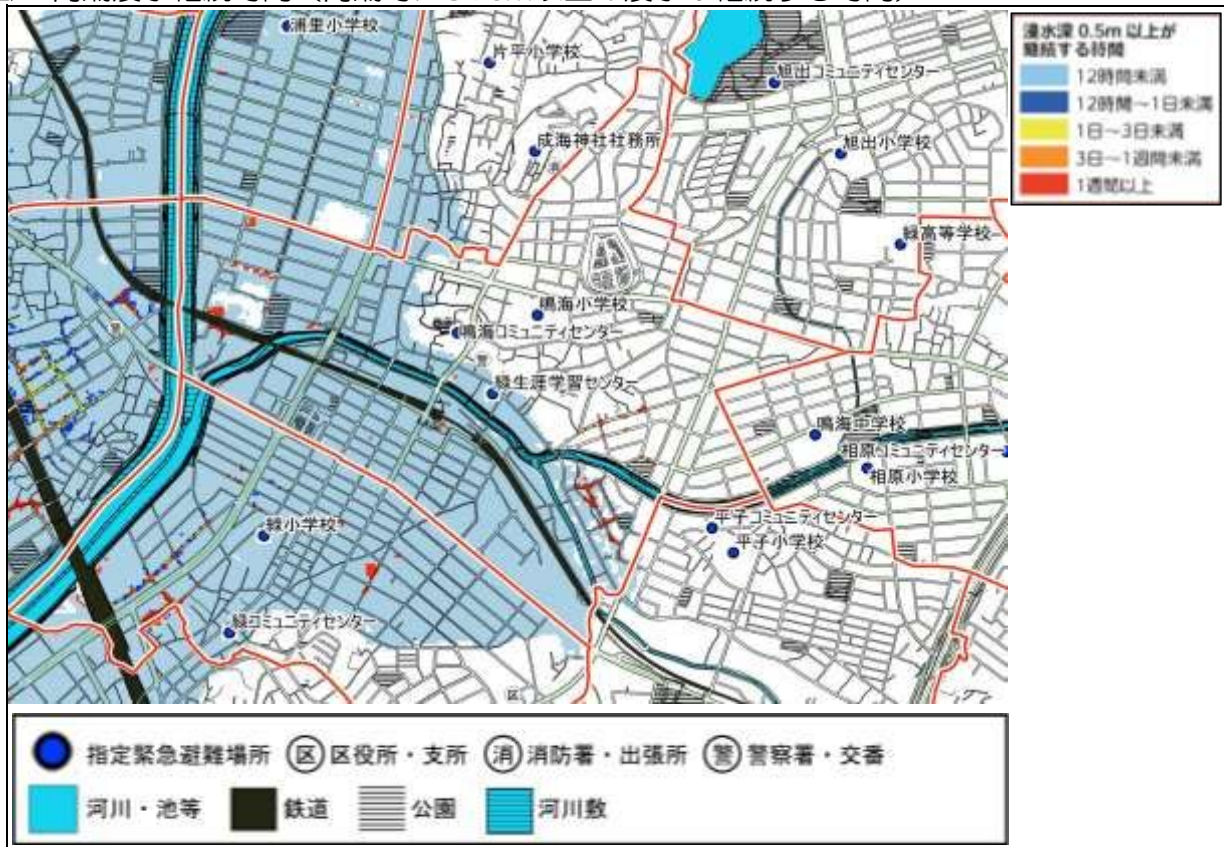 浸水深 0.5m 以上が
継続する時間
12時間未満
12時間～1日未満
1日～3日未満
3日～1週間未満
1週間以上
浦里小学校
片平小学校
旭出コミュニティセンター
成海神社社務所
旭出小学校
消
緑高等学校
鳴海小学校
鳴海コミュニティセンター
警
警
緑生涯学習センター
鳴海中学校
相原コミュニティセンター
相原小学校
緑小学校
平子コミュニティセンター
平子小学校
緑コミュニティセンター
区
指定緊急避難場所 区 区役所・支所 消 消防署・出張所 警 警察署・交番
河川・池等 鉄道 公園 河川敷